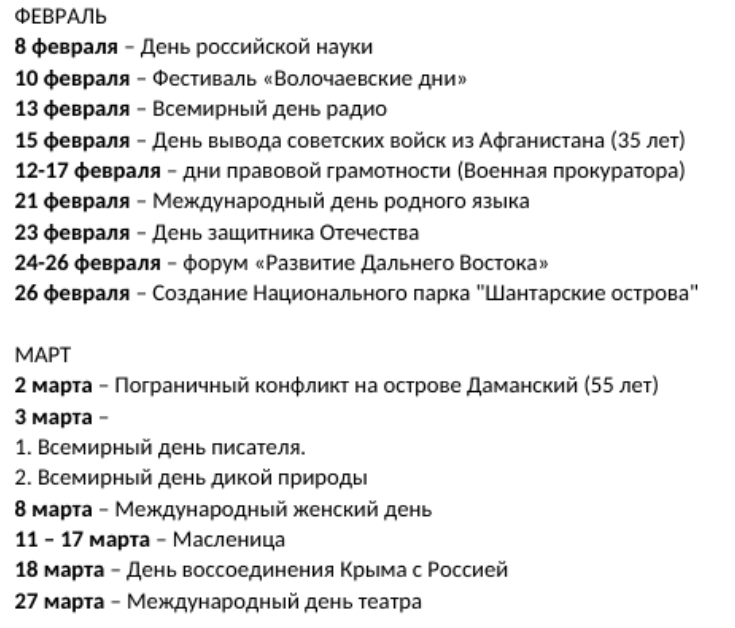 ФЕВРАЛЬ
8 февраля – День российской науки
10 февраля – Фестиваль «Волочаевские дни»
13 февраля – Всемирный день радио
15 февраля – День вывода советских войск из Афганистана (35 лет)
12-17 февраля – дни правовой грамотности (Военная прокуратора)
21 февраля – Международный день родного языка
23 февраля – День защитника Отечества
24-26 февраля – форум «Развитие Дальнего Востока»
26 февраля – Создание Национального парка "Шантарские острова"
МАРТ
2 марта – Пограничный конфликт на острове Даманский (55 лет)
3 марта –
1. Всемирный день писателя.
2. Всемирный день дикой природы
8 марта – Международный женский день
11 – 17 марта – Масленица
18 марта – День воссоединения Крыма с Россией
27 марта – Международный день театра